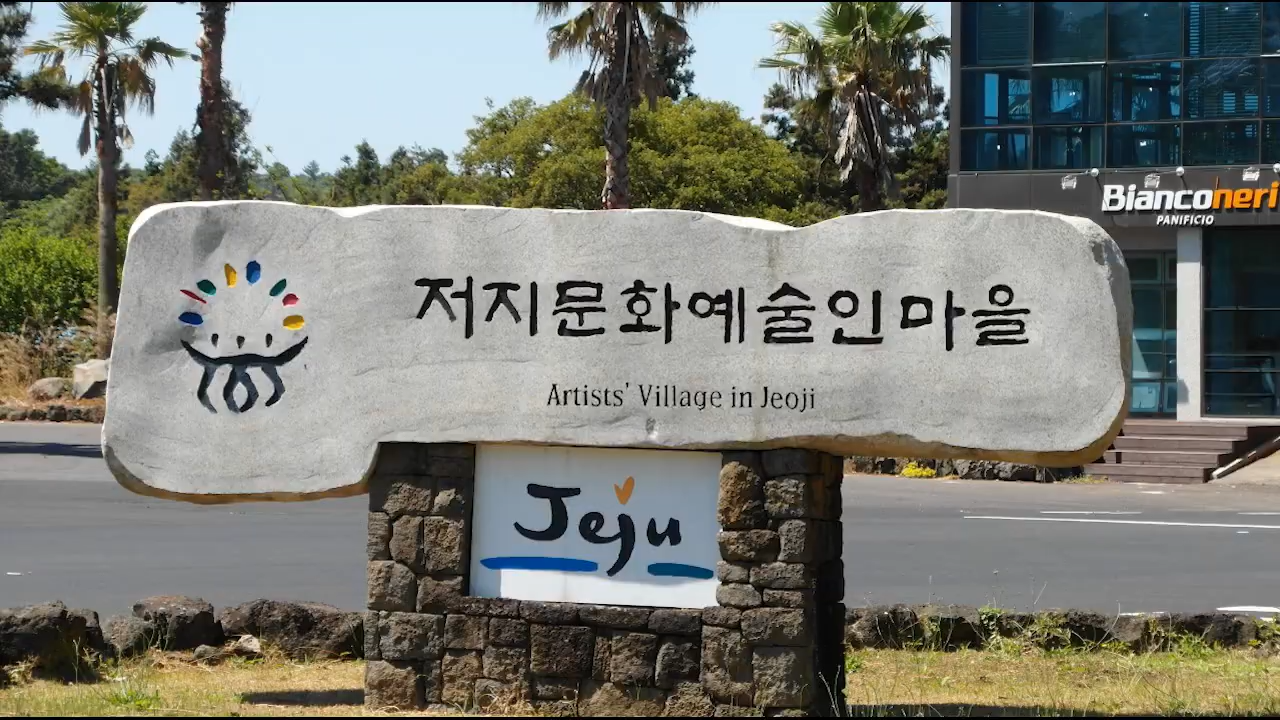 Bianconeri
PANIFICIO
저지문화예술인마을
Artists' Village in Jeoji
Jeju